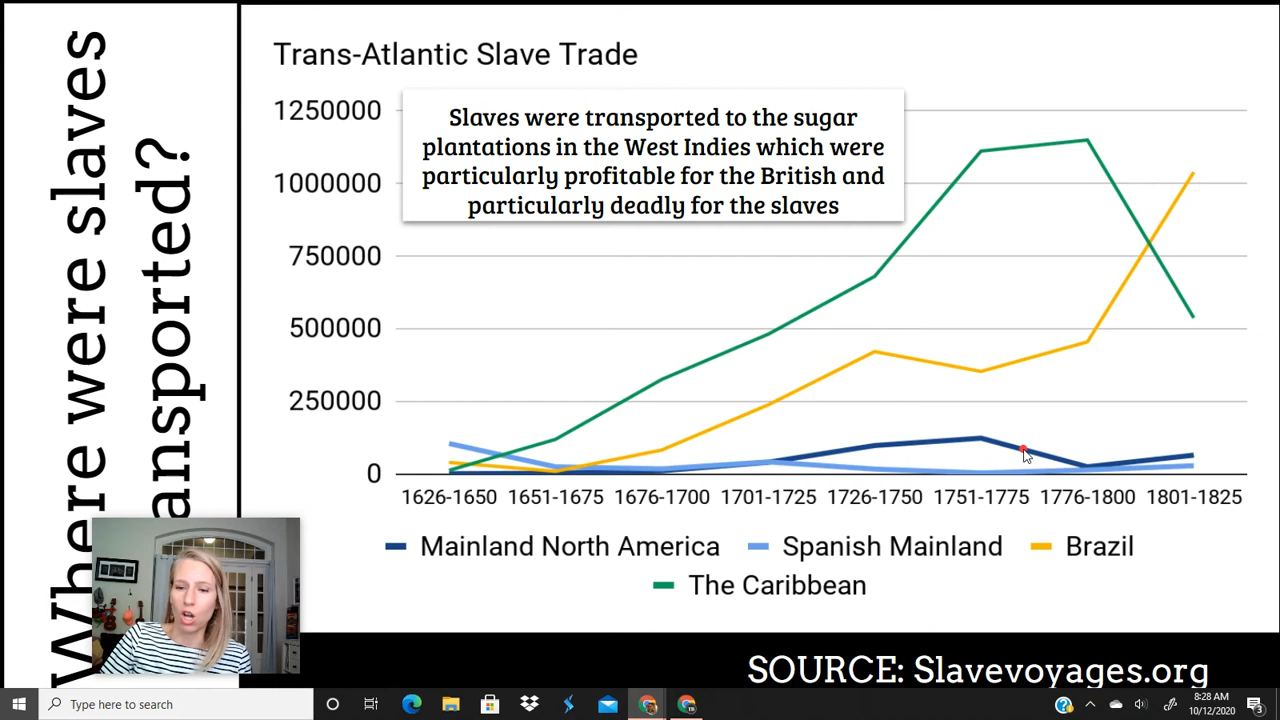 Where were slaves
ansported?
Trans-Atlantic Slave Trade
Slaves were transported to the sugar
plantations in the West Indies which were
particularly profitable for the British and
particularly deadly for the slaves
1250000
1000000
750000
500000
250000
0
1626-1650 1651-1675 1676-1700 1701-1725 1726-1750 1751-1775 1776-1800 1801-1825
Mainland North America Spanish Mainland Brazil
The Caribbean
SOURCE: Slavevoyages.org
Type here to search
8:28 AM
10/12/2020
3